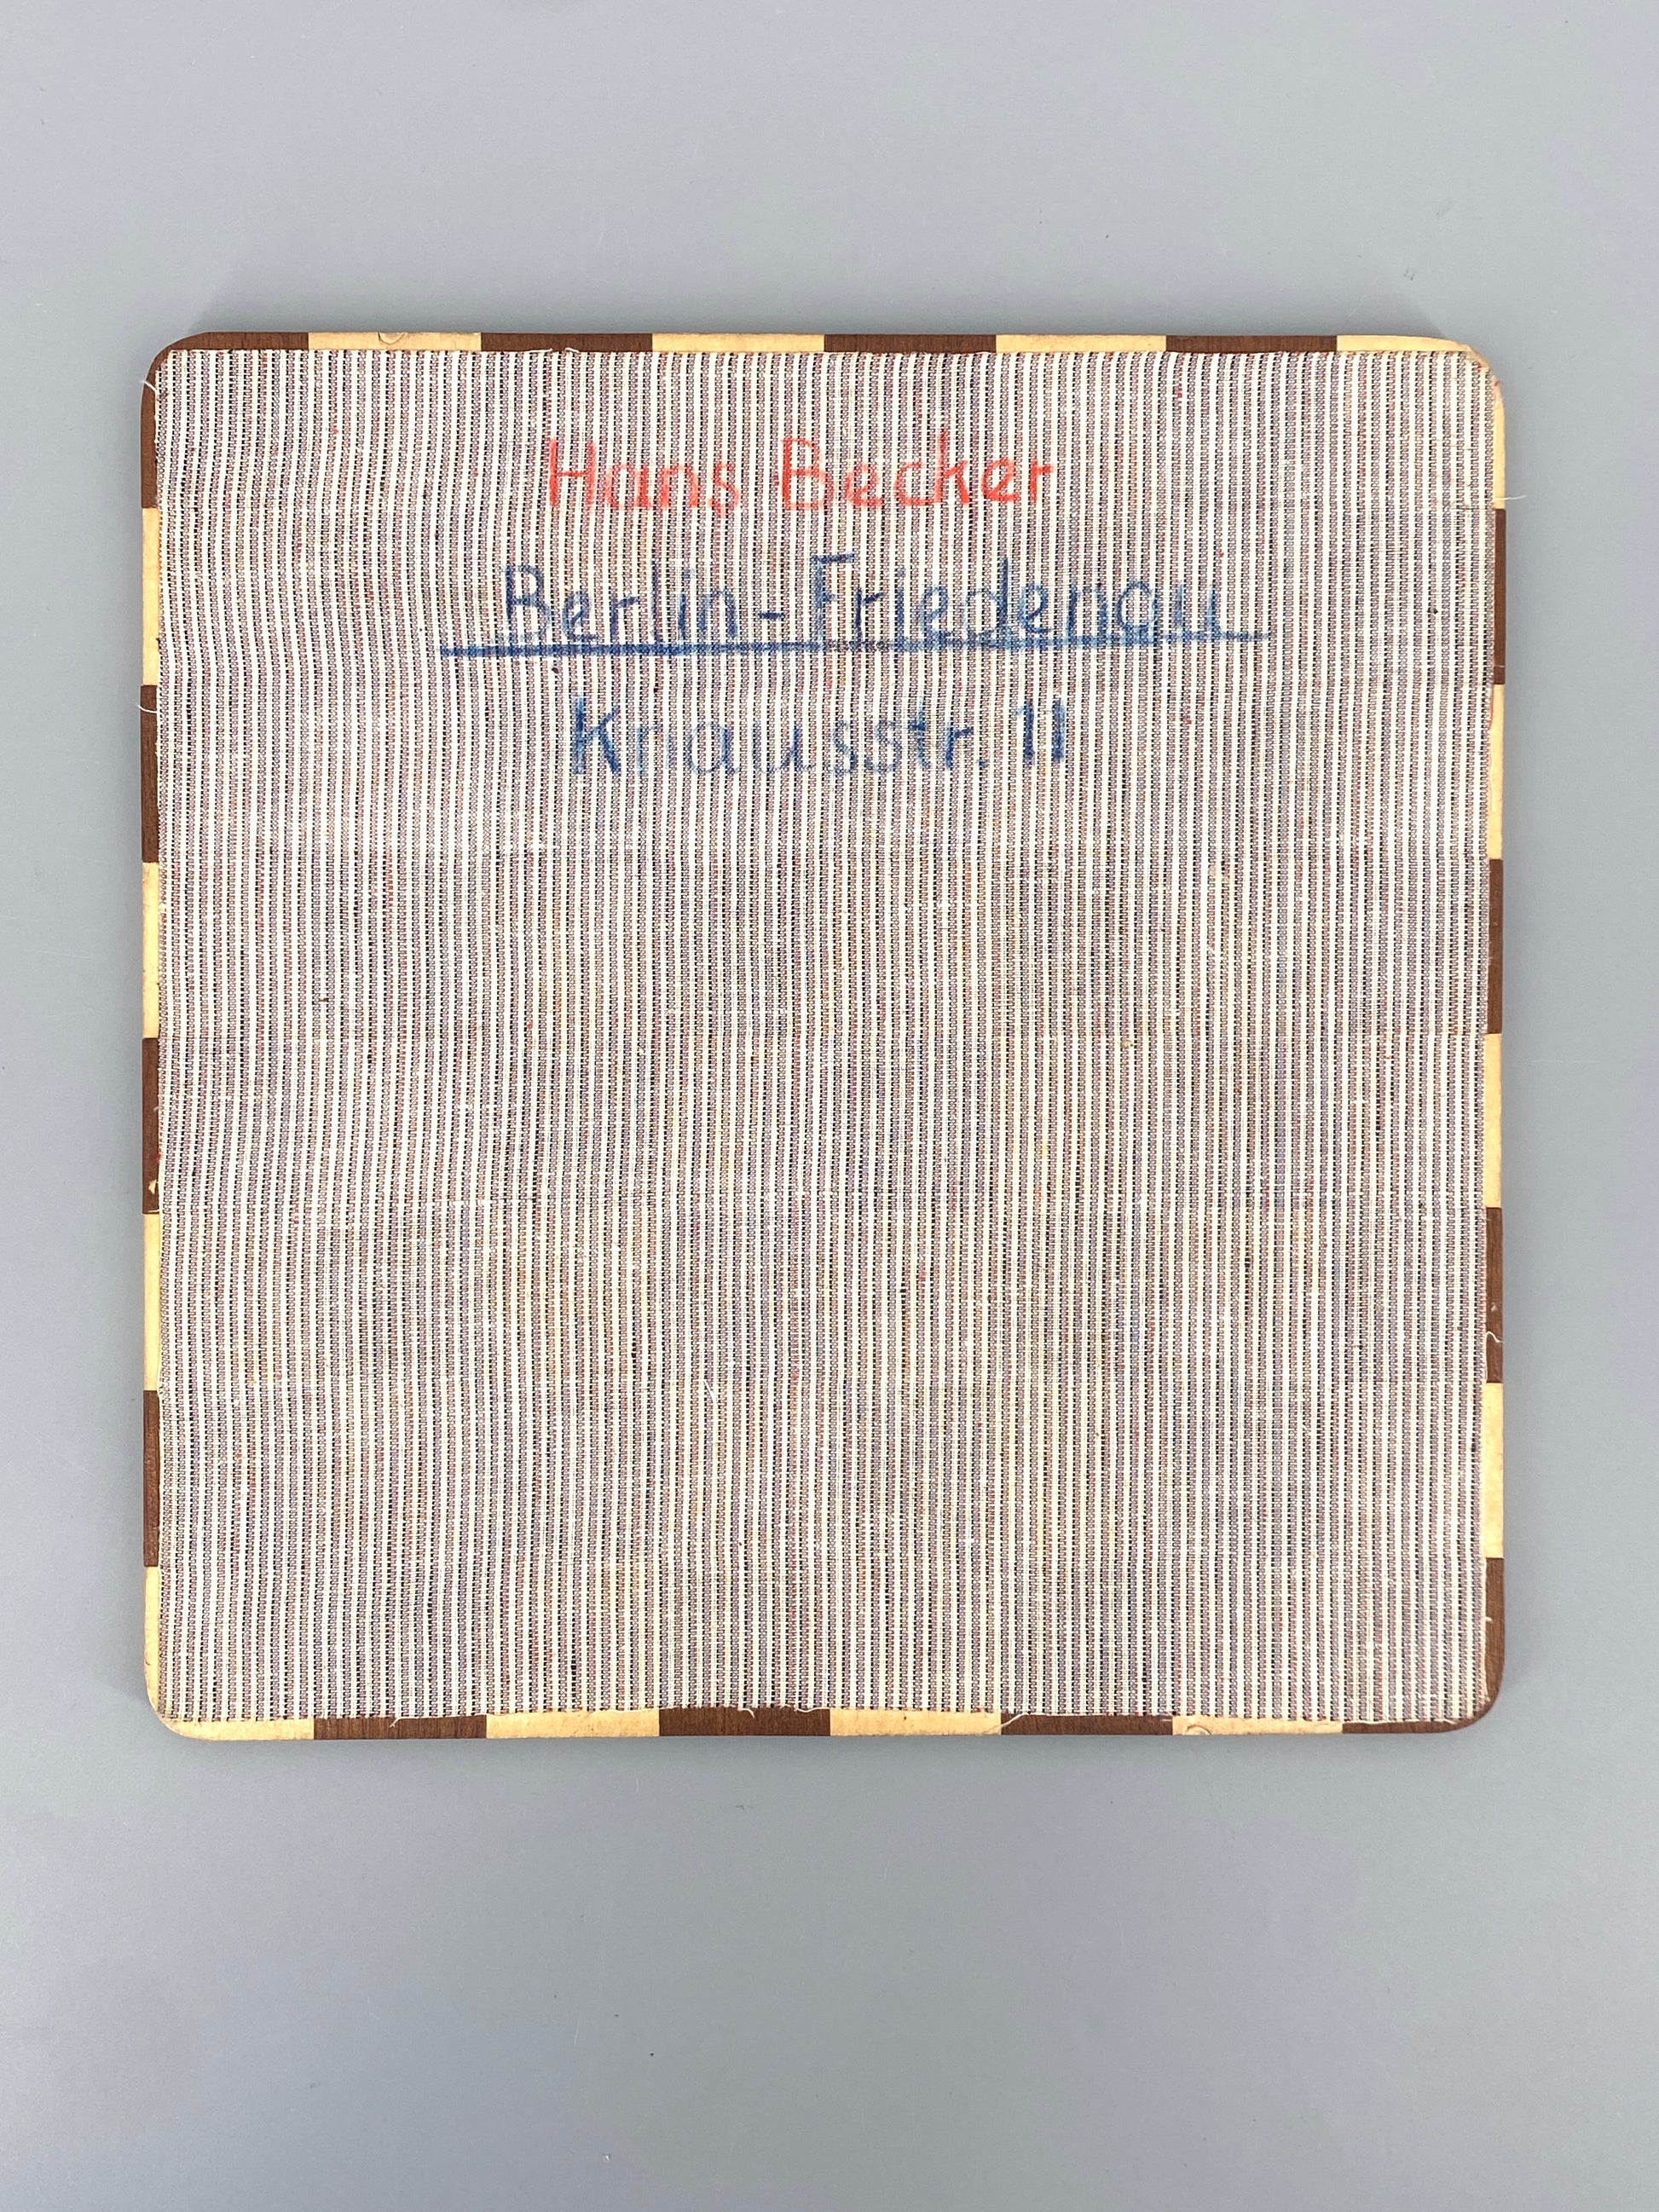 Hans Becker
Berlin-Friedenau
Knausstr. 11